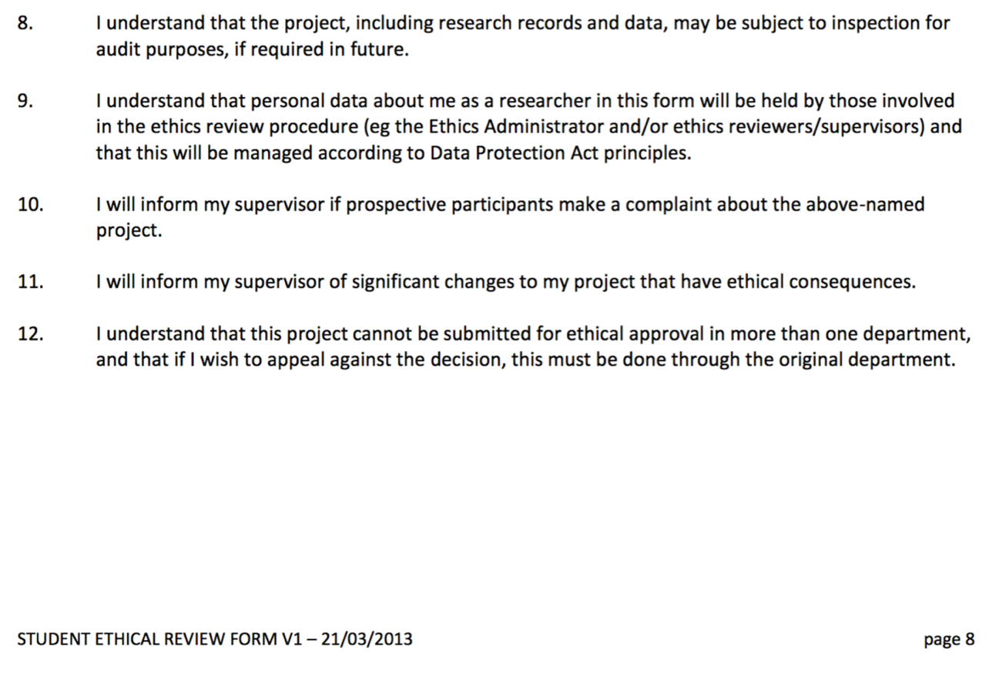 8. I understand that the project, including research records and data, may be subject to inspection for
audit purposes, if required in future.
9. I understand that personal data about me as a researcher in this form will be held by those involved
in the ethics review procedure (eg the Ethics Administrator and/or ethics reviewers/supervisors) and
that this will be managed according to Data Protection Act principles.
10. I will inform my supervisor if prospective participants make a complaint about the above-named
project.
11. I will inform my supervisor of significant changes to my project that have ethical consequences.
12. I understand that this project cannot be submitted for ethical approval in more than one department,
and that if I wish to appeal against the decision, this must be done through the original department.
STUDENT ETHICAL REVIEW FORM V1 – 21/03/2013 page 8